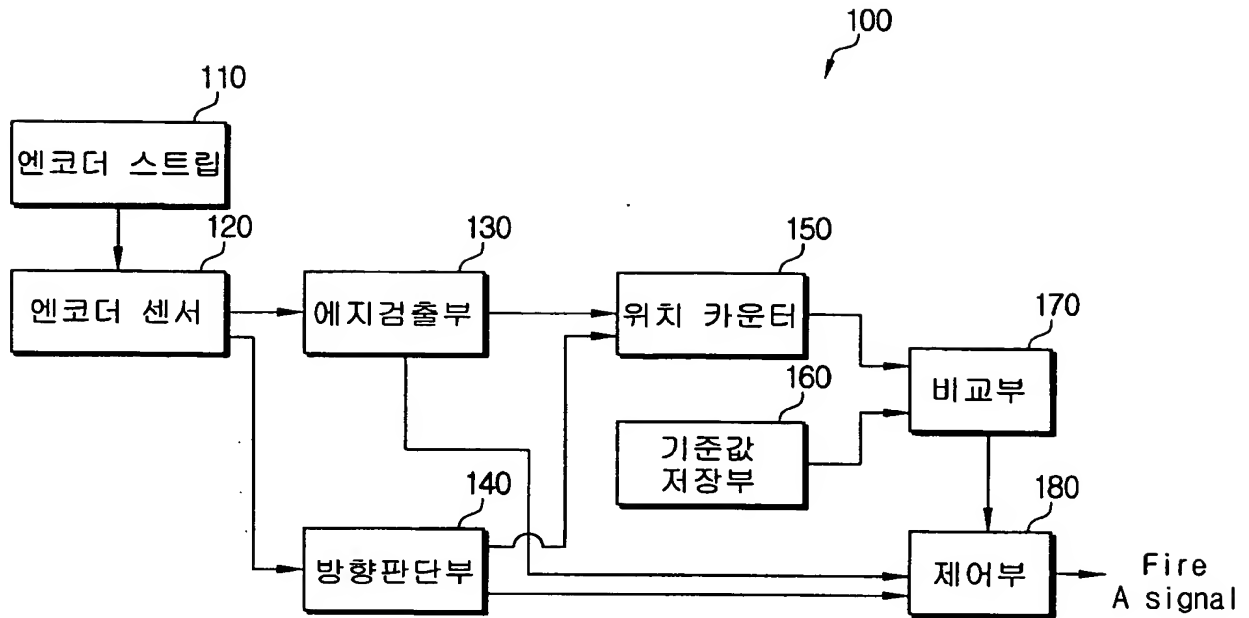 100
110
엔코더 스트립
120
엔코더 센서
130
에지검출부
150
위치 카운터
170
비교부
160
기준값
저장부
140
방향판단부
180
제어부
Fire
A signal